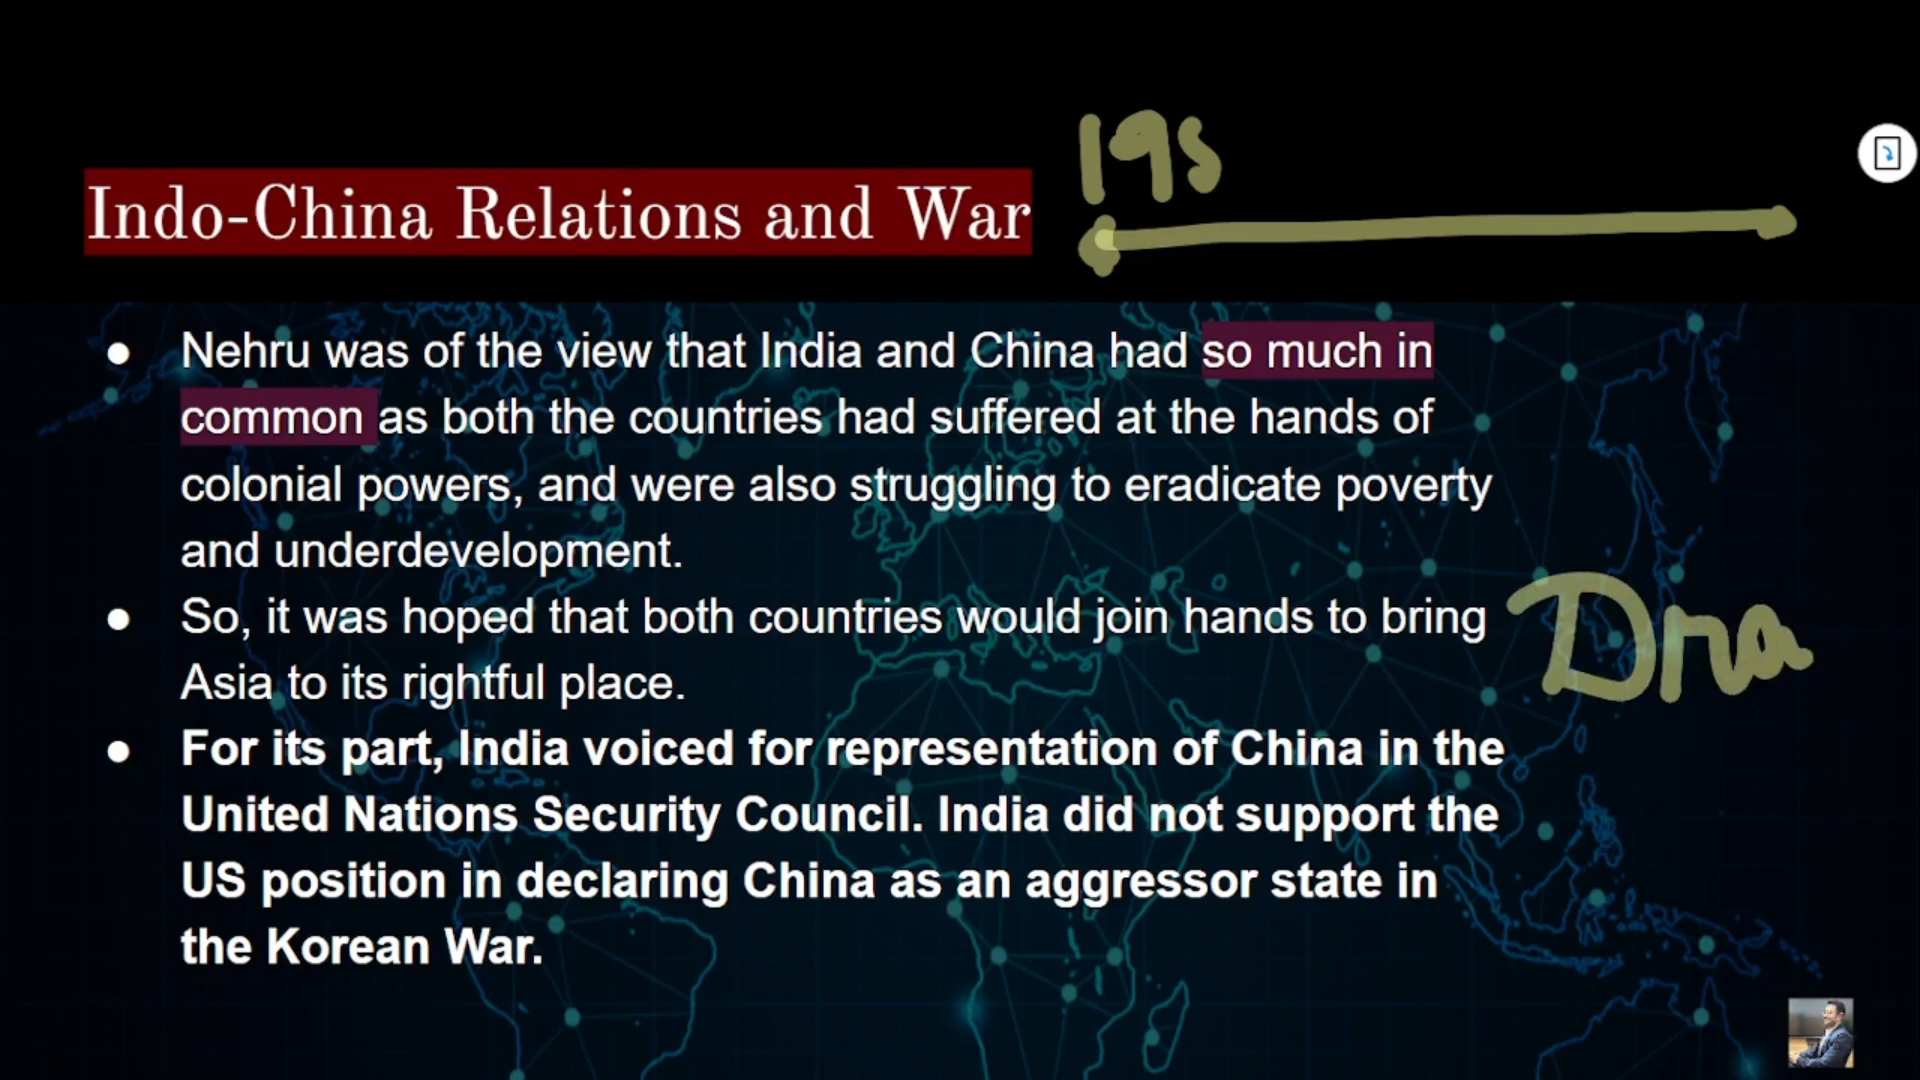 195
Indo-China Relations and War
Nehru was of the view that India and China had so much in
common as both the countries had suffered at the hands of
colonial powers, and were also struggling to eradicate poverty
and underdevelopment.
So, it was hoped that both countries would join hands to bring
Asia to its rightful place.
Dra
For its part, India voiced for representation of China in the
United Nations Security Council. India did not support the
US position in declaring China as an aggressor state in
the Korean War.